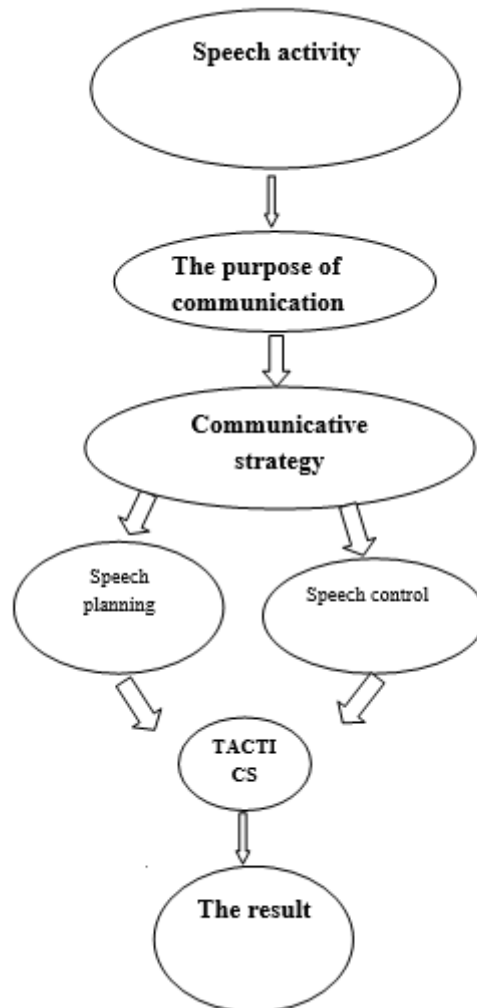 Speech activity
The purpose of
communication
Communicative
strategy
Speech
planning
Speech control
TACTI
CS
The result